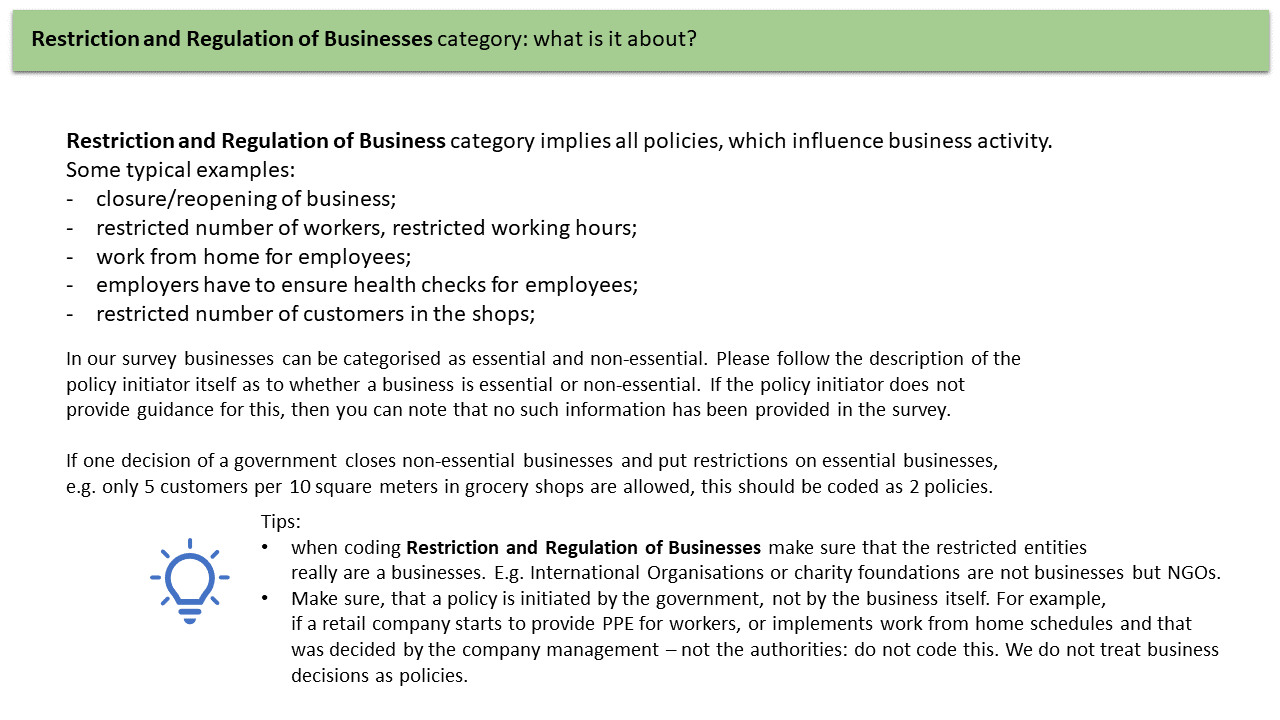 Restriction and Regulation of Businesses category: what is it about?
Restriction and Regulation of Business category implies all policies, which influence business activity.
Some typical examples:
- closure/reopening of business;
- restricted number of workers, restricted working hours;
- work from home for employees;
- employers have to ensure health checks for employees;
- restricted number of customers in the shops;
In our survey businesses can be categorised as essential and non-essential. Please follow the description of the
policy initiator itself as to whether a business is essential or non-essential. If the policy initiator does not
provide guidance for this, then you can note that no such information has been provided in the survey.
If one decision of a government closes non-essential businesses and put restrictions on essential businesses,
e.g. only 5 customers per 10 square meters in grocery shops are allowed, this should be coded as 2 policies.
Tips:
• when coding Restriction and Regulation of Businesses make sure that the restricted entities
really are a businesses. E.g. International Organisations or charity foundations are not businesses but NGOs.
• Make sure, that a policy is initiated by the government, not by the business itself. For example,
if a retail company starts to provide PPE for workers, or implements work from home schedules and that
was decided by the company management – not the authorities: do not code this. We do not treat business
decisions as policies.